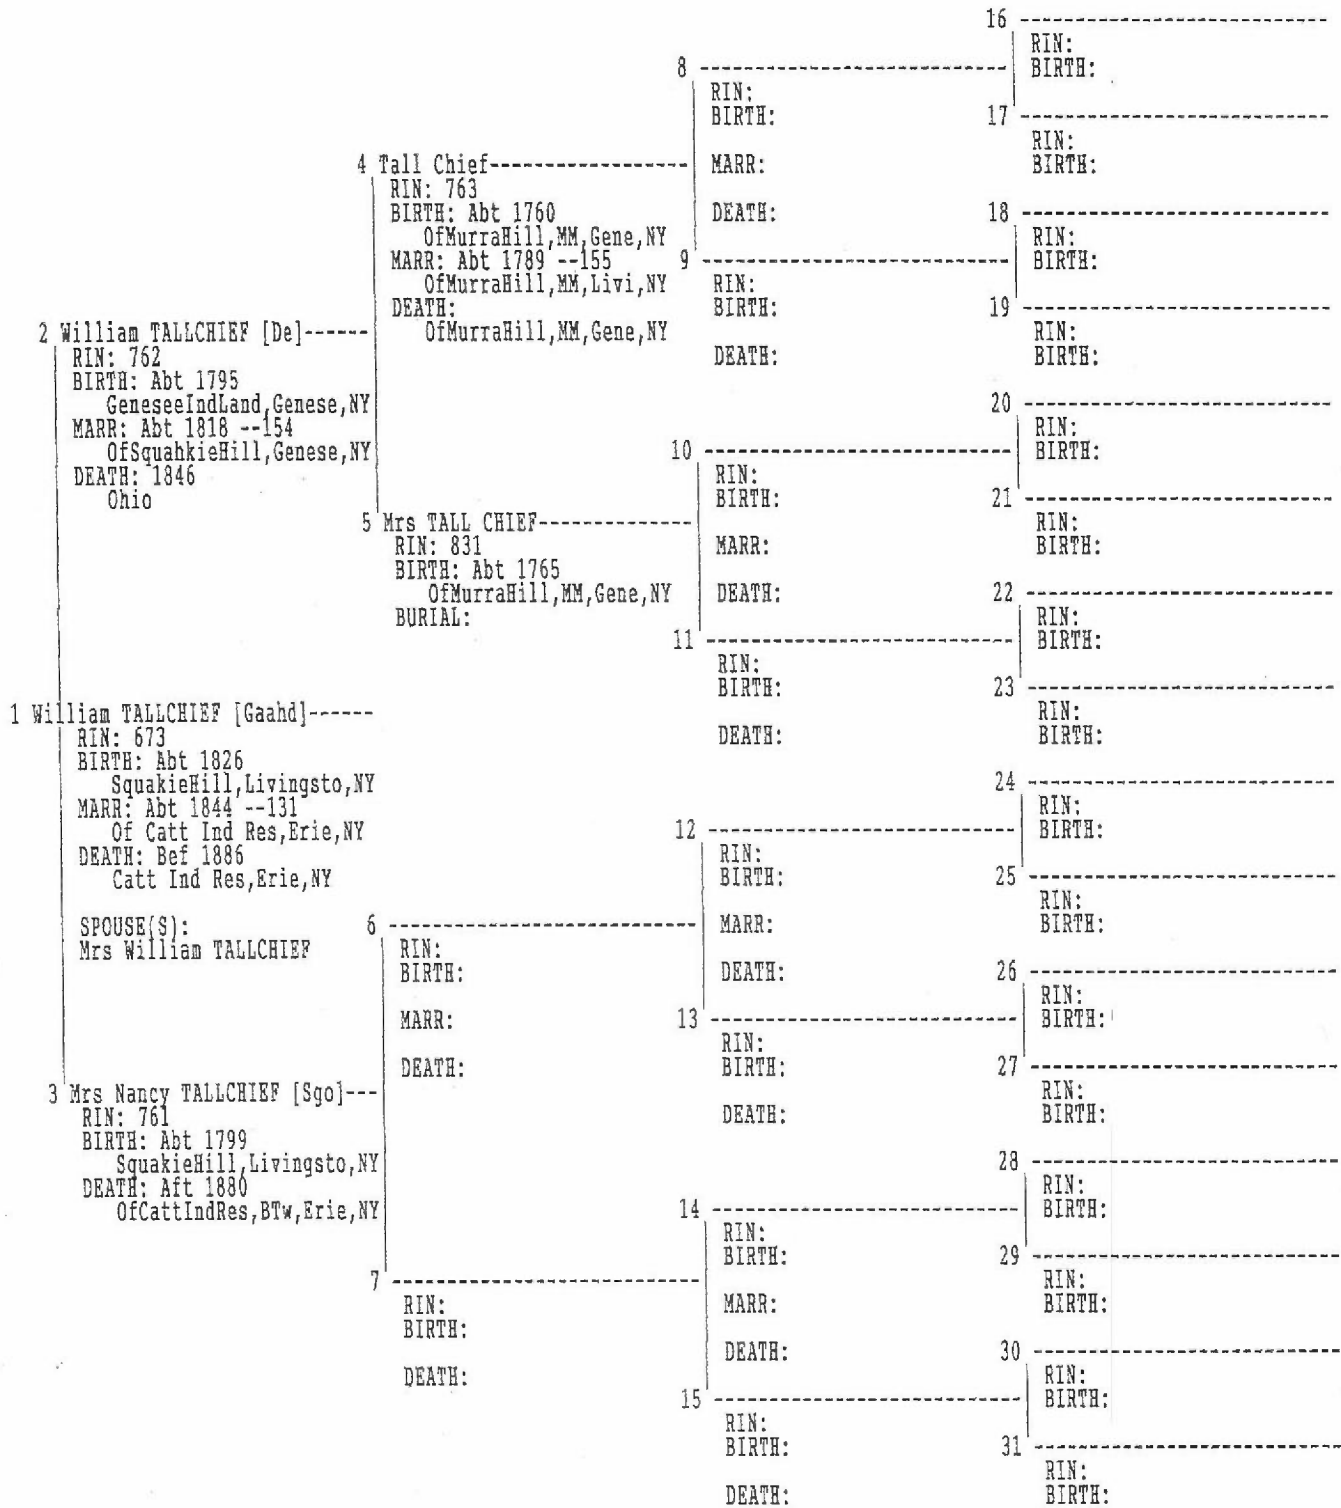 16 ----------------------------
RIN:
BIRTH:
8 ----------------------------
RIN:
BIRTH:
MARR:
DEATH:
17 ----------------------------
RIN:
BIRTH:
4 Tall Chief------------------
RIN: 763
BIRTH: Abt 1760
OfMurraHill,MM,Gene,NY
MARR: Abt 1789 --155
OfMurraHill,MM,Livi,NY
DEATH:
OfMurraHill,MM,Gene,NY
18 ----------------------------
RIN:
BIRTH:
9 ----------------------------
RIN:
BIRTH:
DEATH:
19 ----------------------------
RIN:
BIRTH:
2 William TALLCHIEF [De]------
RIN: 762
BIRTH: Abt 1795
GeneseeIndLand,Genese,NY
MARR: Abt 1818 --154
OfSquahkieHill,Genese,NY
DEATH: 1846
Ohio
20 ----------------------------
RIN:
BIRTH:
10 ----------------------------
RIN:
BIRTH:
MARR:
DEATH:
21 ----------------------------
RIN:
BIRTH:
5 Mrs TALL CHIEF-------------
RIN: 831
BIRTH: Abt 1765
OfMurraHill,MM,Gene,NY
BURIAL:
22 ----------------------------
RIN:
BIRTH:
11 ----------------------------
RIN:
BIRTH:
DEATH:
23 ----------------------------
RIN:
BIRTH:
1 William TALLCHIEF [Gaahd]------
RIN: 673
BIRTH: Abt 1826
SquakieHill,Livingsto,NY
MARR: Abt 1844 --131
Of Catt Ind Res,Erie,NY
DEATH: Bef 1886
Catt Ind Res,Erie,NY
SPOUSE(S):
Mrs William TALLCHIEF
24 ----------------------------
RIN:
BIRTH:
12 ----------------------------
RIN:
BIRTH:
MARR:
DEATH:
25 ----------------------------
RIN:
BIRTH:
6 ----------------------------
RIN:
BIRTH:
MARR:
DEATH:
26 ----------------------------
RIN:
BIRTH:
13 ----------------------------
RIN:
BIRTH:
DEATH:
27 ----------------------------
RIN:
BIRTH:
3 Mrs Nancy TALLCHIEF [Sgo]---
RIN: 761
BIRTH: Abt 1799
SquakieHill,Livingsto,NY
DEATH: Aft 1880
OfCattIndRes,BTw,Erie,NY
28 ----------------------------
RIN:
BIRTH:
14 ----------------------------
RIN:
BIRTH:
MARR:
DEATH:
29 ----------------------------
RIN:
BIRTH:
7 ----------------------------
RIN:
BIRTH:
DEATH:
30 ----------------------------
RIN:
BIRTH:
15 ----------------------------
RIN:
BIRTH:
DEATH:
31 ----------------------------
RIN:
BIRTH: